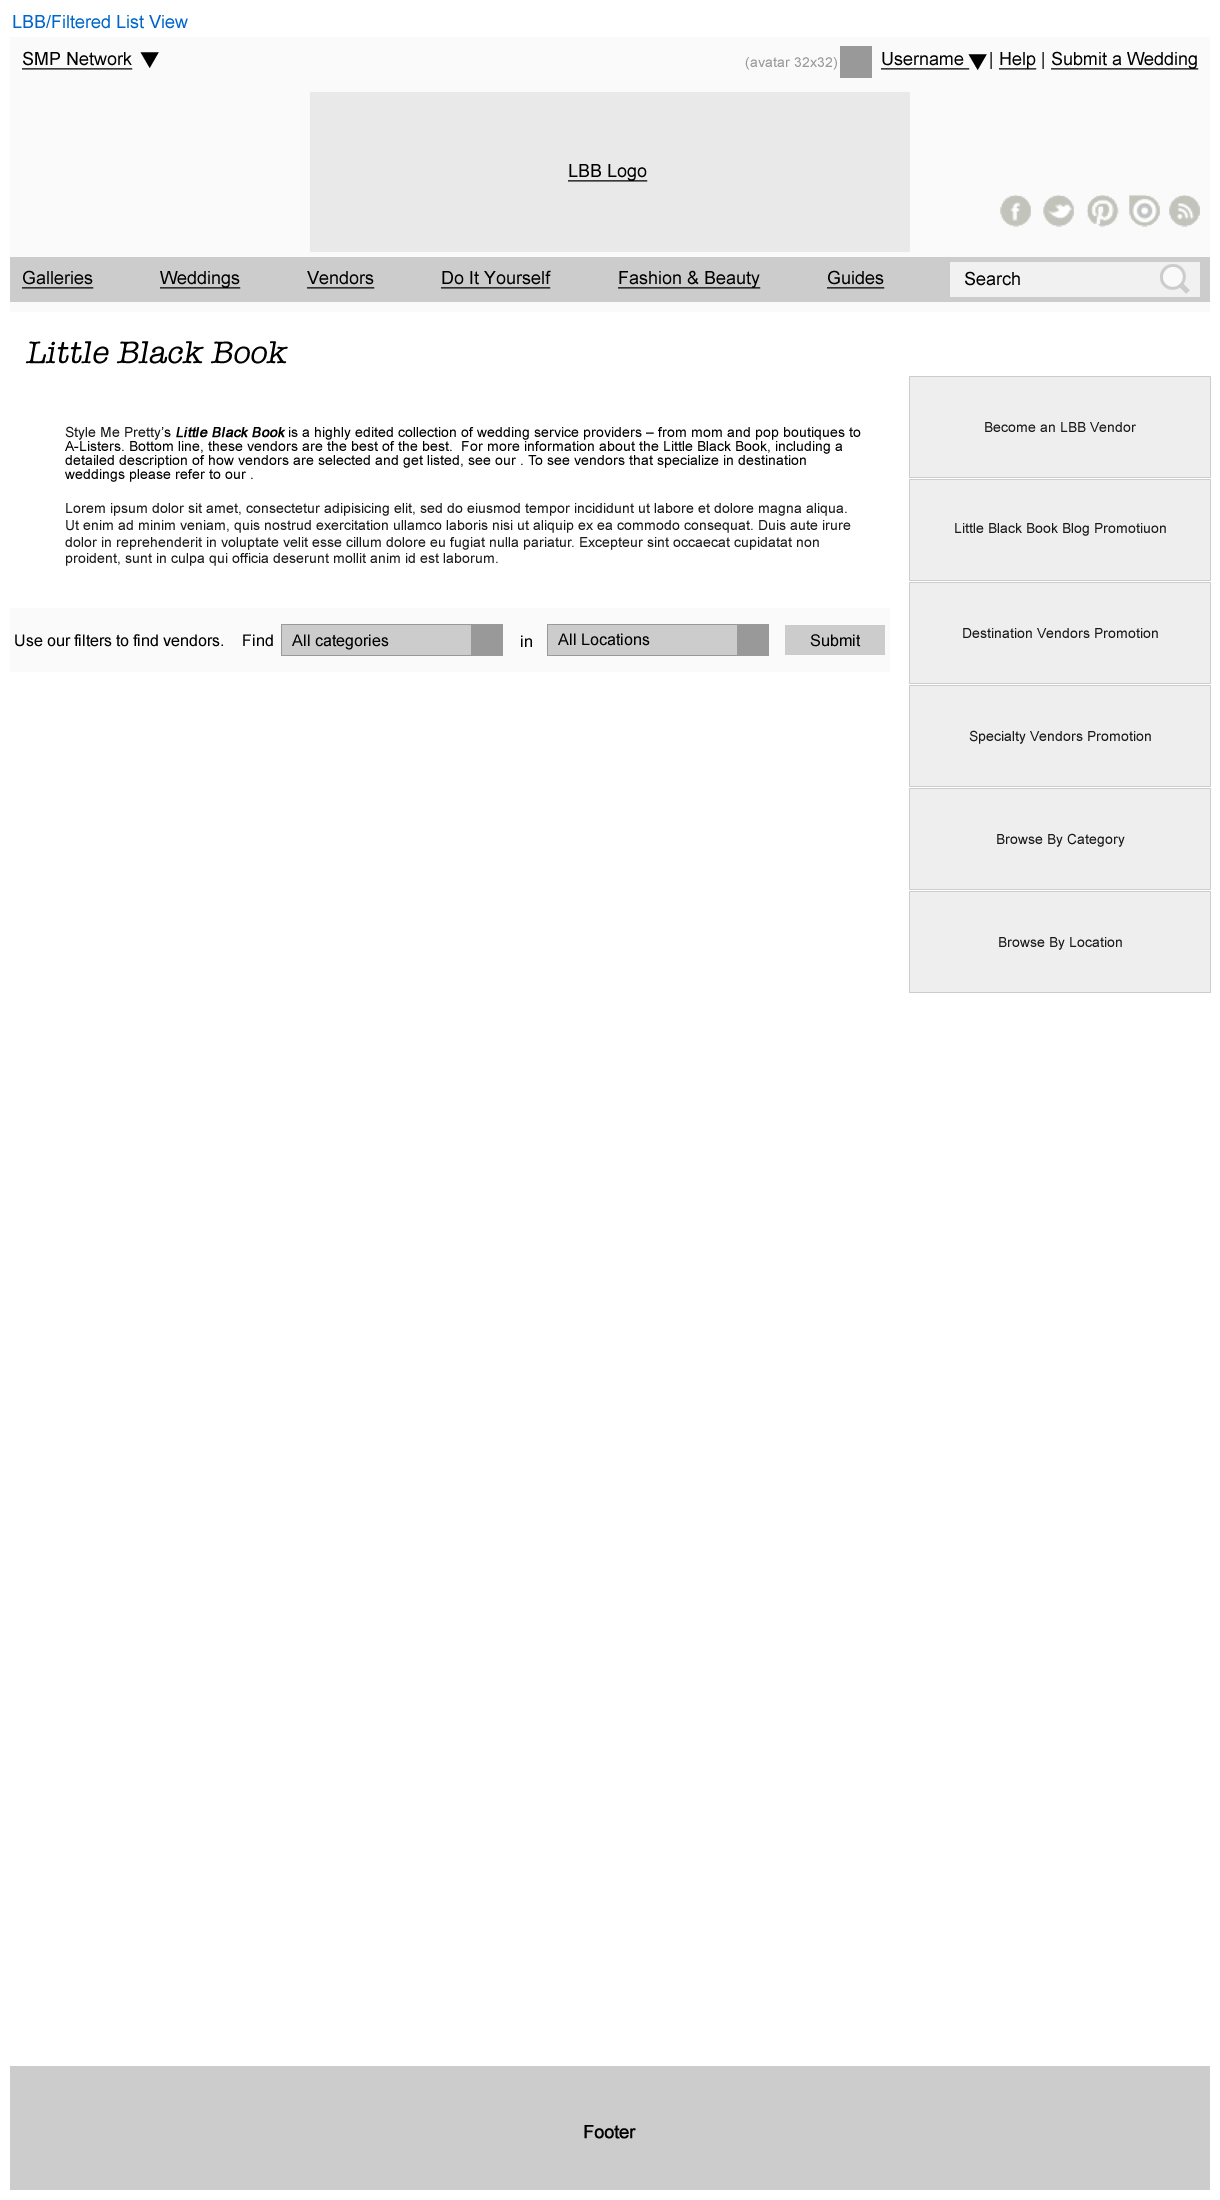 LBB/Filtered List View
SMP Network
(avatar 32x32)
Username | Help | Submit a Wedding
LBB Logo
Galleries Weddings Vendors Do It Yourself Fashion & Beauty Guides Search
Little Black Book
Style Me Pretty’s Little Black Book is a highly edited collection of wedding service providers – from mom and pop boutiques to
A-Listers. Bottom line, these vendors are the best of the best.  For more information about the Little Black Book, including a
detailed description of how vendors are selected and get listed, see our . To see vendors that specialize in destination
weddings please refer to our .
Lorem ipsum dolor sit amet, consectetur adipisicing elit, sed do eiusmod tempor incididunt ut labore et dolore magna aliqua.
Ut enim ad minim veniam, quis nostrud exercitation ullamco laboris nisi ut aliquip ex ea commodo consequat. Duis aute irure
dolor in reprehenderit in voluptate velit esse cillum dolore eu fugiat nulla pariatur. Excepteur sint occaecat cupidatat non
proident, sunt in culpa qui officia deserunt mollit anim id est laborum.
Use our filters to find vendors. Find All categories in All Locations Submit
Become an LBB Vendor
Little Black Book Blog Promotiuon
Destination Vendors Promotion
Specialty Vendors Promotion
Browse By Category
Browse By Location
Footer